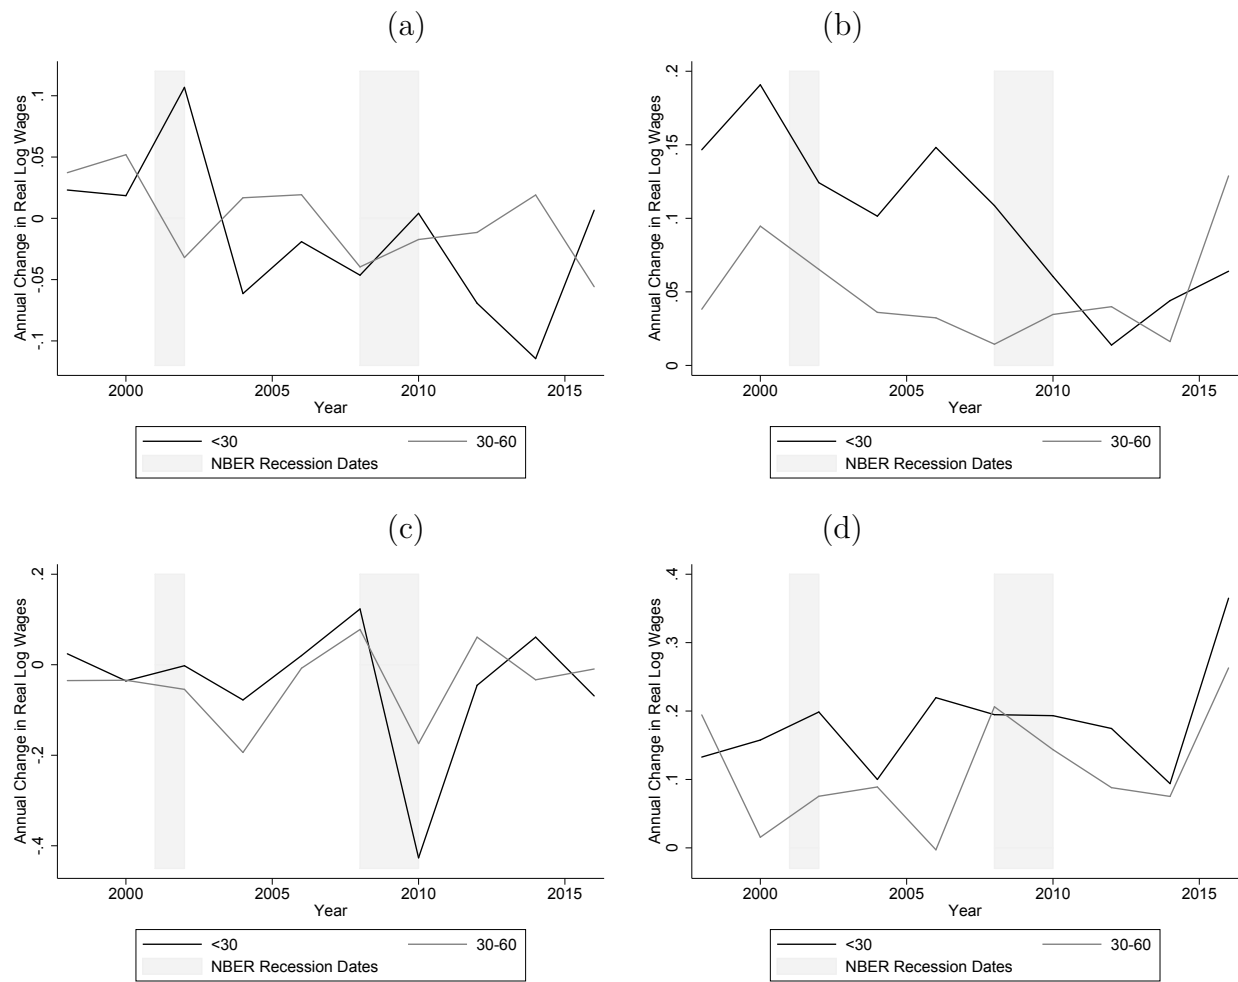 (a)
(b)
Annual Change in Real Log Wages
-.1 -.05 0 .05 .1
2000 2005 2010 2015
Year
<30 30-60
NBER Recession Dates
Annual Change in Real Log Wages
0 .05 .1 .15 .2
2000 2005 2010 2015
Year
<30 30-60
NBER Recession Dates
(c)
(d)
Annual Change in Real Log Wages
-.4 -.2 0 .2
2000 2005 2010 2015
Year
<30 30-60
NBER Recession Dates
Annual Change in Real Log Wages
0 .1 .2 .3 .4
2000 2005 2010 2015
Year
<30 30-60
NBER Recession Dates